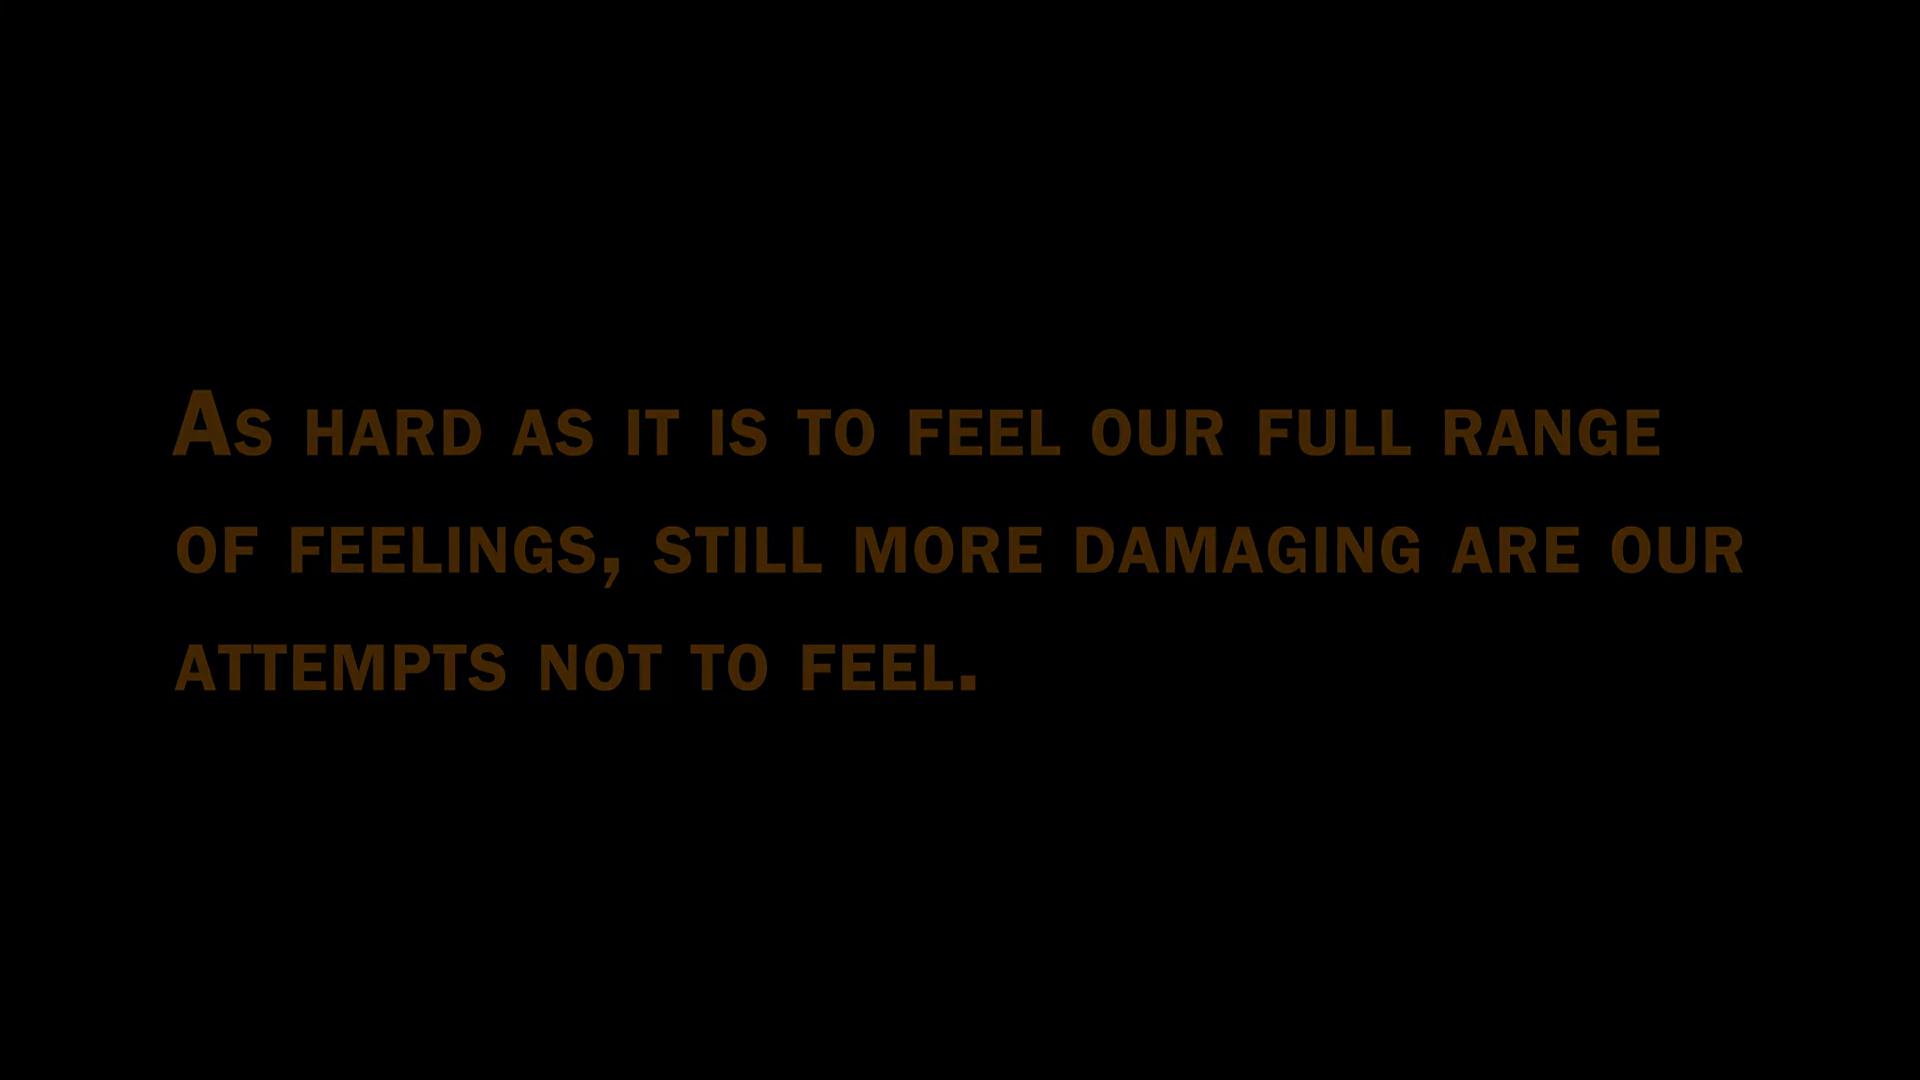 As hard as it is to feel our full range
of feelings, still more damaging are our
attempts not to feel.